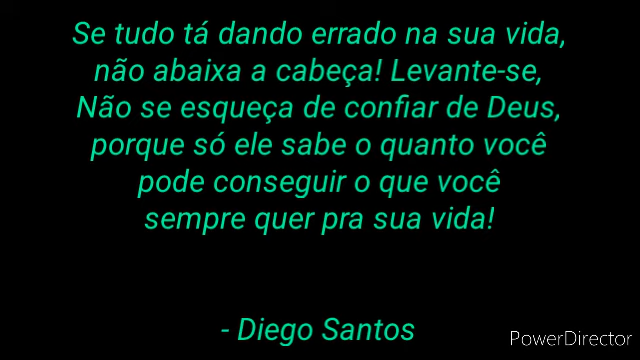 Se tudo tá dando errado na sua vida,
não abaixa a cabeça! Levante-se,
Não se esqueça de confiar de Deus,
porque só ele sabe o quanto você
pode conseguir o que você
sempre quer pra sua vida!
- Diego Santos
PowerDirector